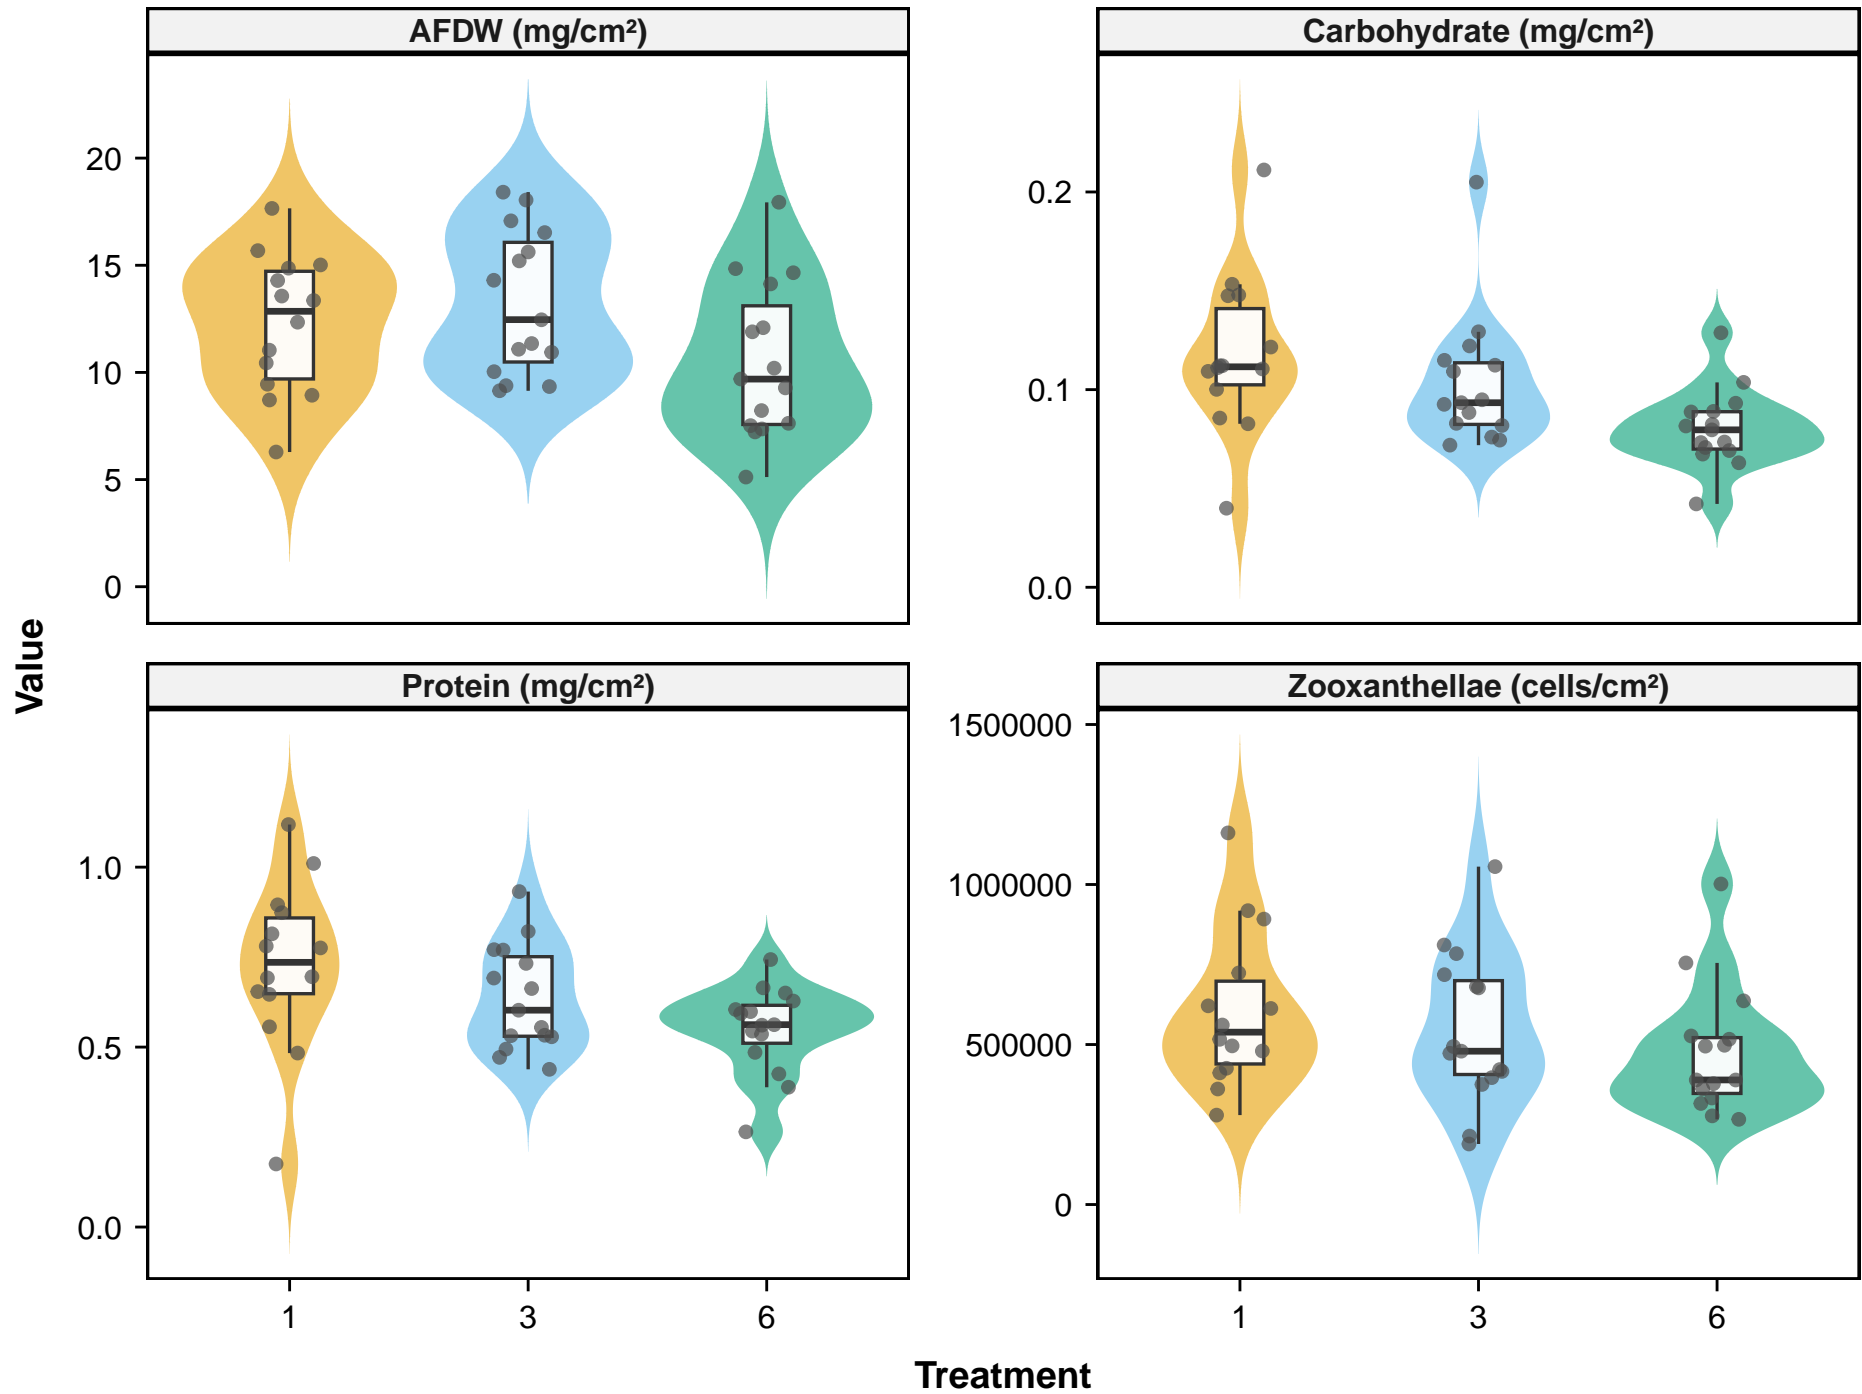 AFDW (mg/cm²)
Carbohydrate (mg/cm²)
20
15
10
5
0
0.2
0.1
0.0
Value
Protein (mg/cm²)
Zooxanthellae (cells/cm²)
1.0
0.5
0.0
1500000
1000000
500000
0
1 3 6
1 3 6
Treatment